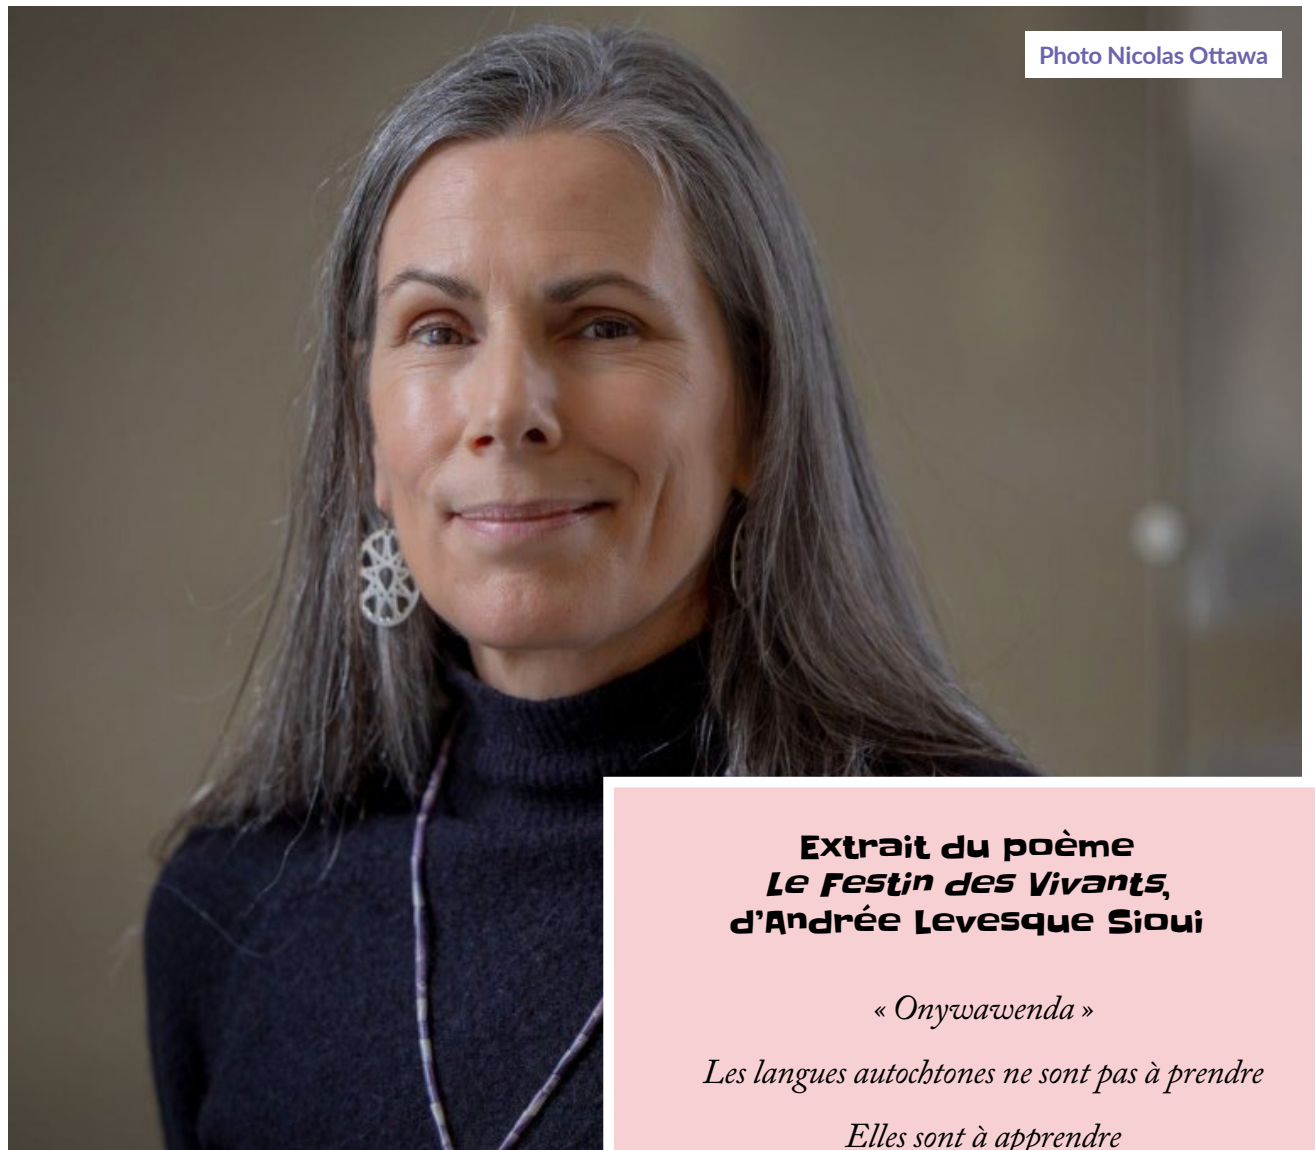 Photo Nicolas Ottawa
Extrait du poème
Le Festin des Vivants,
d'Andrée Levesque Sioui
« Onywawenda »
Les langues autochtones ne sont pas à prendre
Elles sont à apprendre